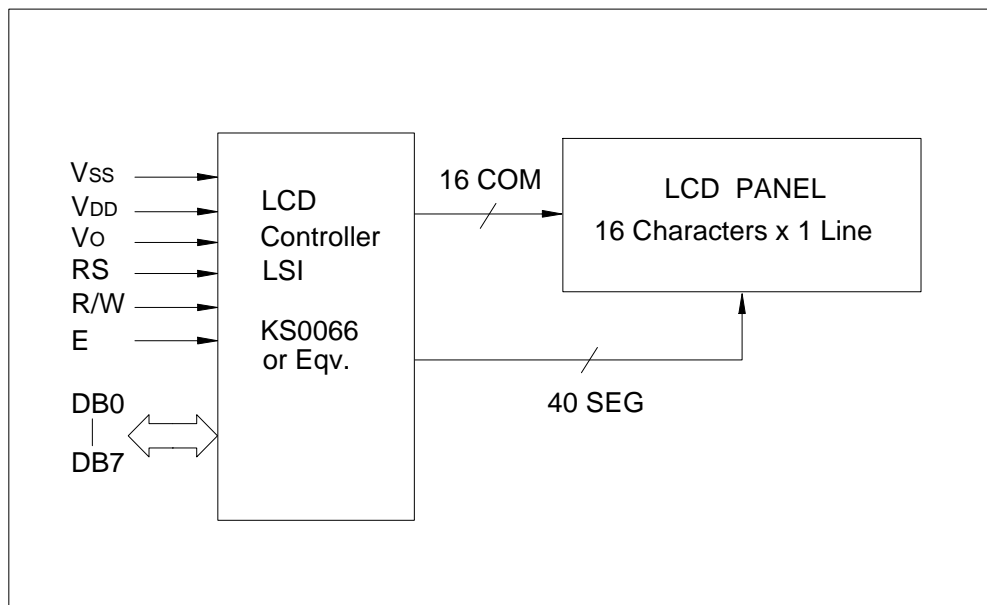 VSS
VDD
VO
RS
R/W
E
DB0
DB7
LCD
Controller
LSI
KS0066
or Eqv.
16 COM
40 SEG
LCD PANEL
16 Characters x 1 Line